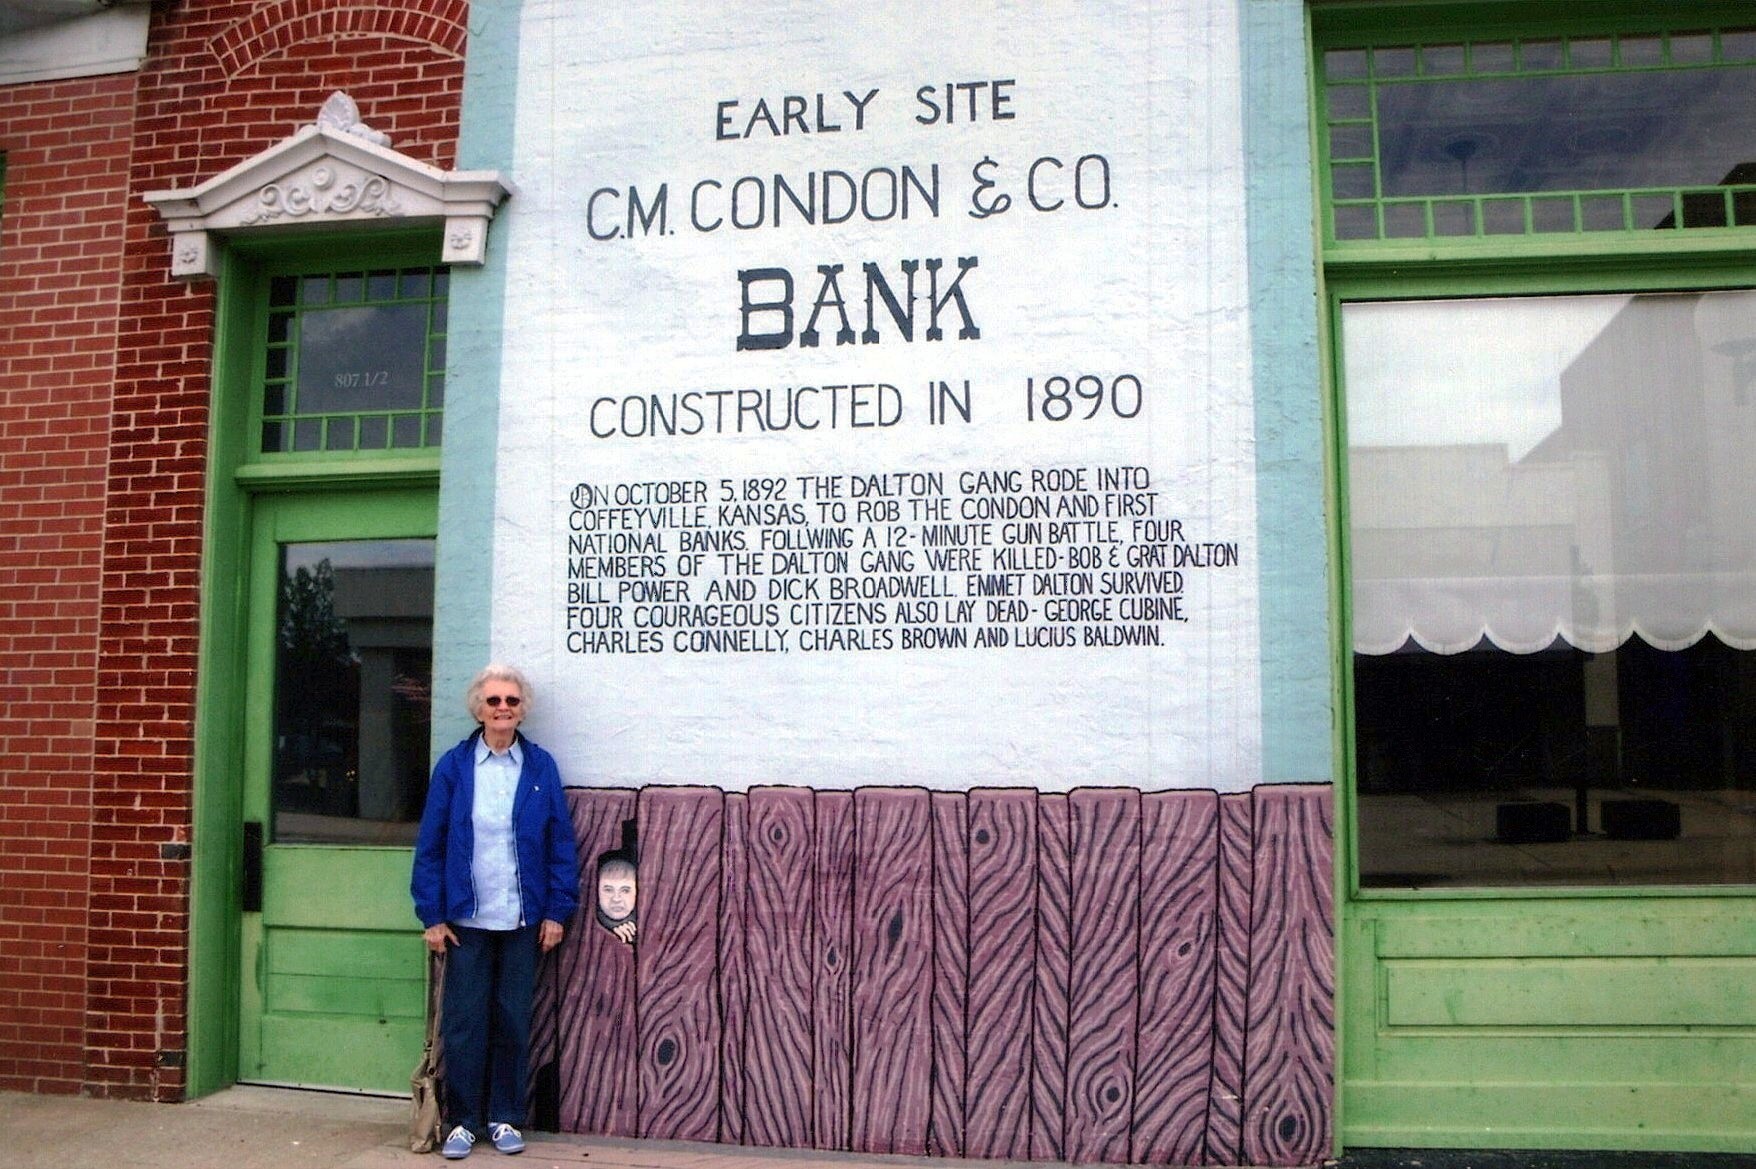 EARLY SITE
C.M. CONDON & CO.
BANK
CONSTRUCTED IN 1890
ON OCTOBER 5, 1892 THE DALTON GANG RODE INTO
COFFEYVILLE, KANSAS, TO ROB THE CONDON AND FIRST
NATIONAL BANKS. FOLLWING A 12-MINUTE GUN BATTLE, FOUR
MEMBERS OF THE DALTON GANG WERE KILLED-BOB & GRAT DALTON
BILL POWER AND DICK BROADWELL. EMMET DALTON SURVIVED.
FOUR COURAGEOUS CITIZENS ALSO LAY DEAD-GEORGE CUBINE,
CHARLES CONNELLY, CHARLES BROWN AND LUCIUS BALDWIN.
807 1/2